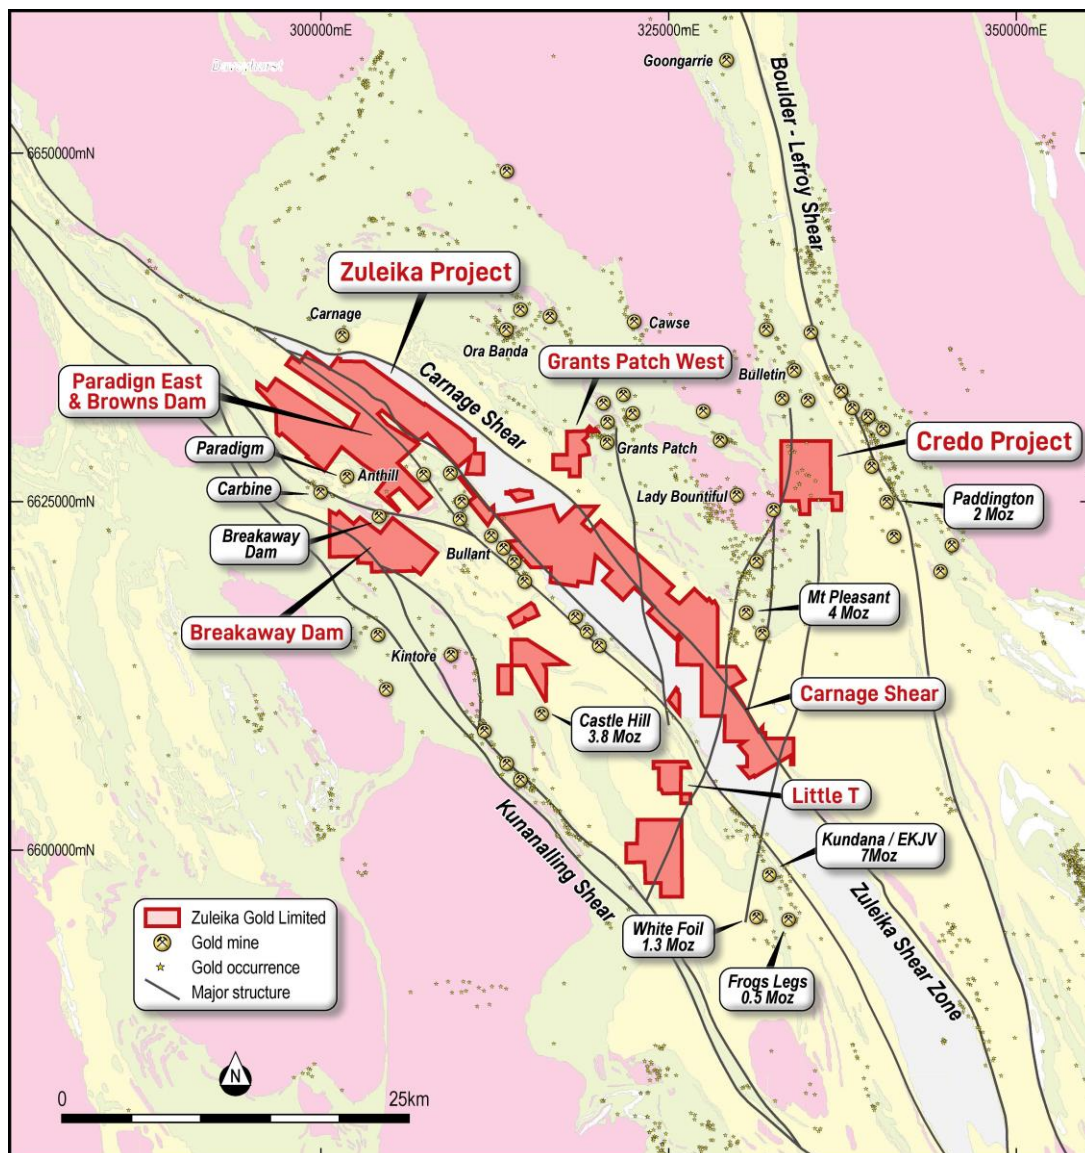 300000mE
325000mE
350000mE
Davyhurst
Goongarrie
Boulder - Lefroy Shear
6650000mN
Zuleika Project
Carnage
Cawse
Ora Banda
Grants Patch West
Carnage Shear
Bulletin
Paradign East
& Browns Dam
Credo Project
Paradigm
Anthill
Grants Patch
Carbine
Lady Bountiful
Paddington
2 Moz
6625000mN
Breakaway
Dam
Bullant
Mt Pleasant
4 Moz
Breakaway Dam
Kintore
Carnage Shear
Castle Hill
3.8 Moz
Little T
Kunanalling Shear
Kundana / EKJV
7Moz
6600000mN
Zuleika Shear Zone
White Foil
1.3 Moz
Frogs Legs
0.5 Moz
Zuleika Gold Limited
Gold mine
Gold occurrence
Major structure
N
0
25km